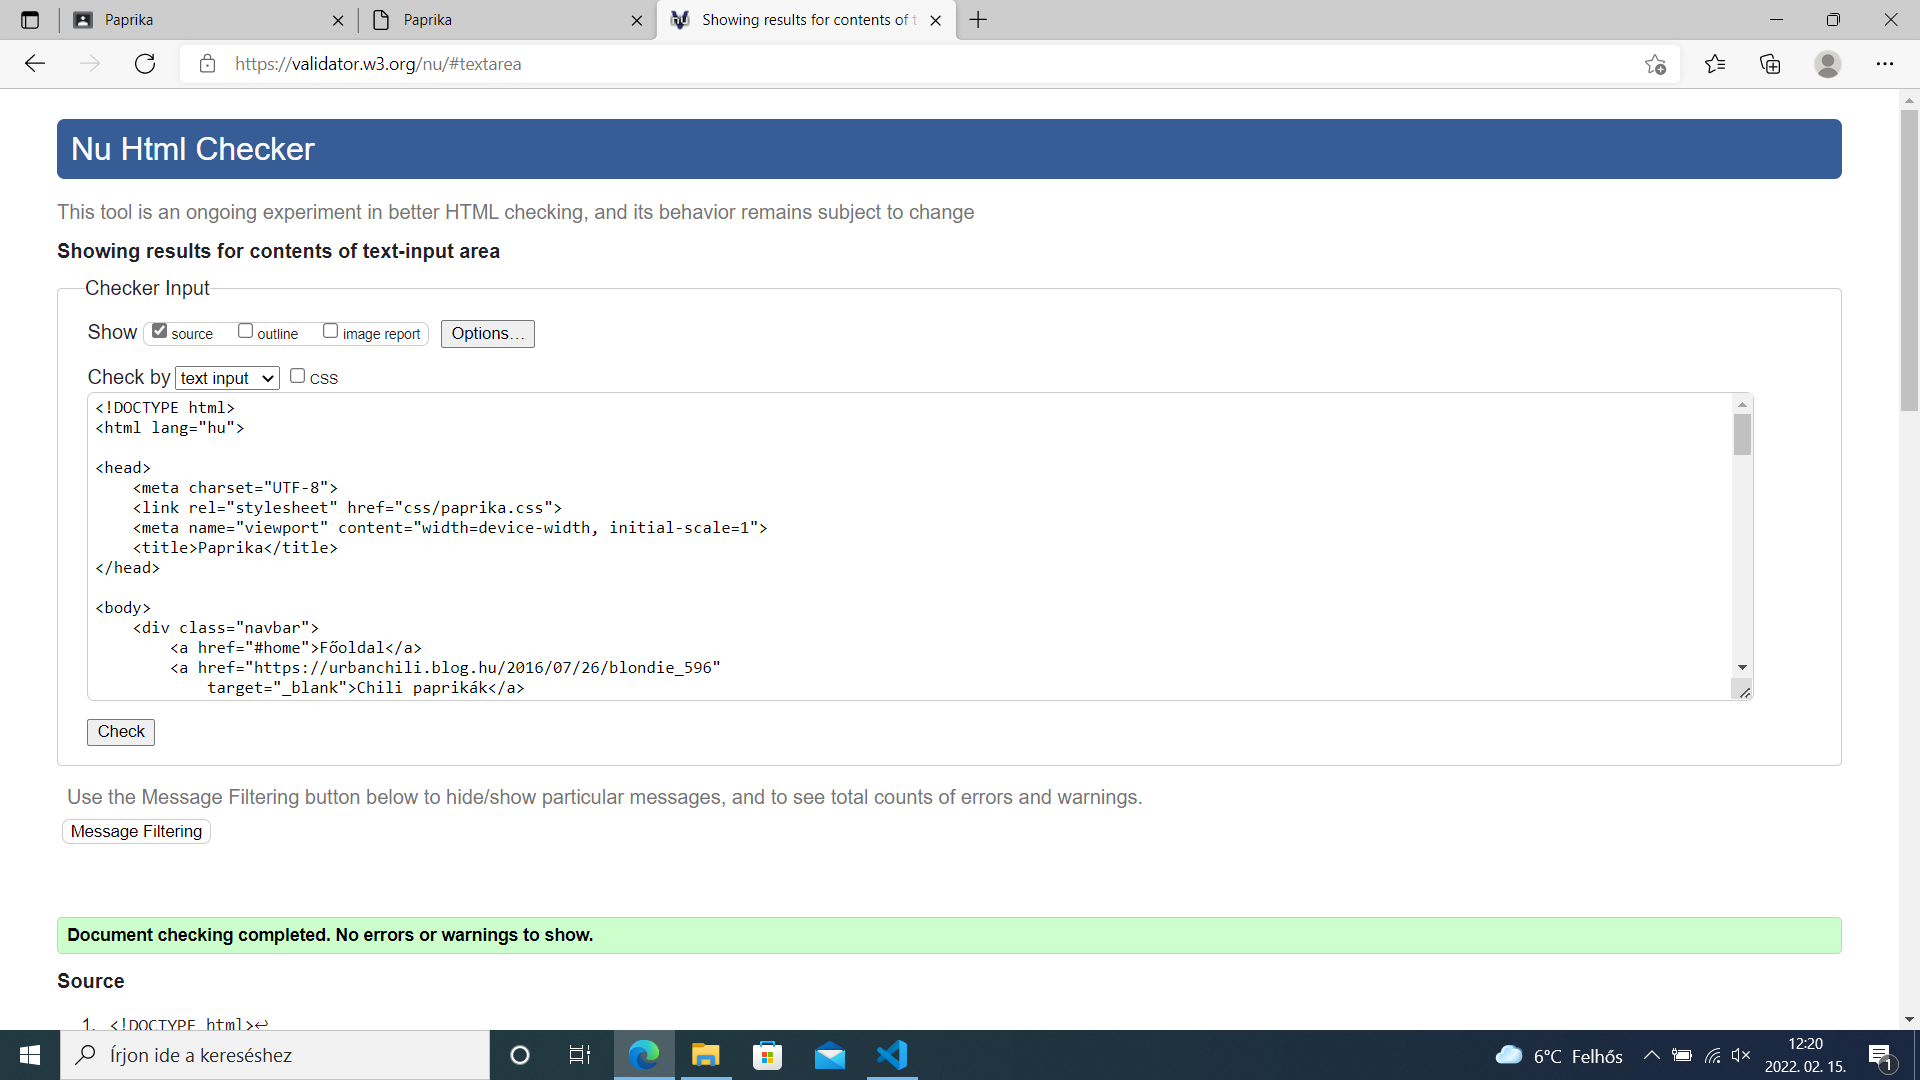 Paprika
Paprika
Showing results for contents of t
https://validator.w3.org/nu/#textarea
Nu Html Checker
This tool is an ongoing experiment in better HTML checking, and its behavior remains subject to change
Showing results for contents of text-input area
Checker Input
Show source outline image report Options...
Check by text input CSS
<!DOCTYPE html>
<html lang="hu">
<head>
<meta charset="UTF-8">
<link rel="stylesheet" href="css/paprika.css">
<meta name="viewport" content="width=device-width, initial-scale=1">
<title>Paprika</title>
</head>
<body>
<div class="navbar">
<a href="#home">Főoldal</a>
<a href="https://urbanchili.blog.hu/2016/07/26/blondie_596"
target="_blank">Chili paprikák</a>
Check
Use the Message Filtering button below to hide/show particular messages, and to see total counts of errors and warnings.
Message Filtering
Document checking completed. No errors or warnings to show.
Source
1. <!DOCTYPE html>↩
Írjon ide a kereséshez
6°C Felhős
12:20
2022. 02. 15.
1